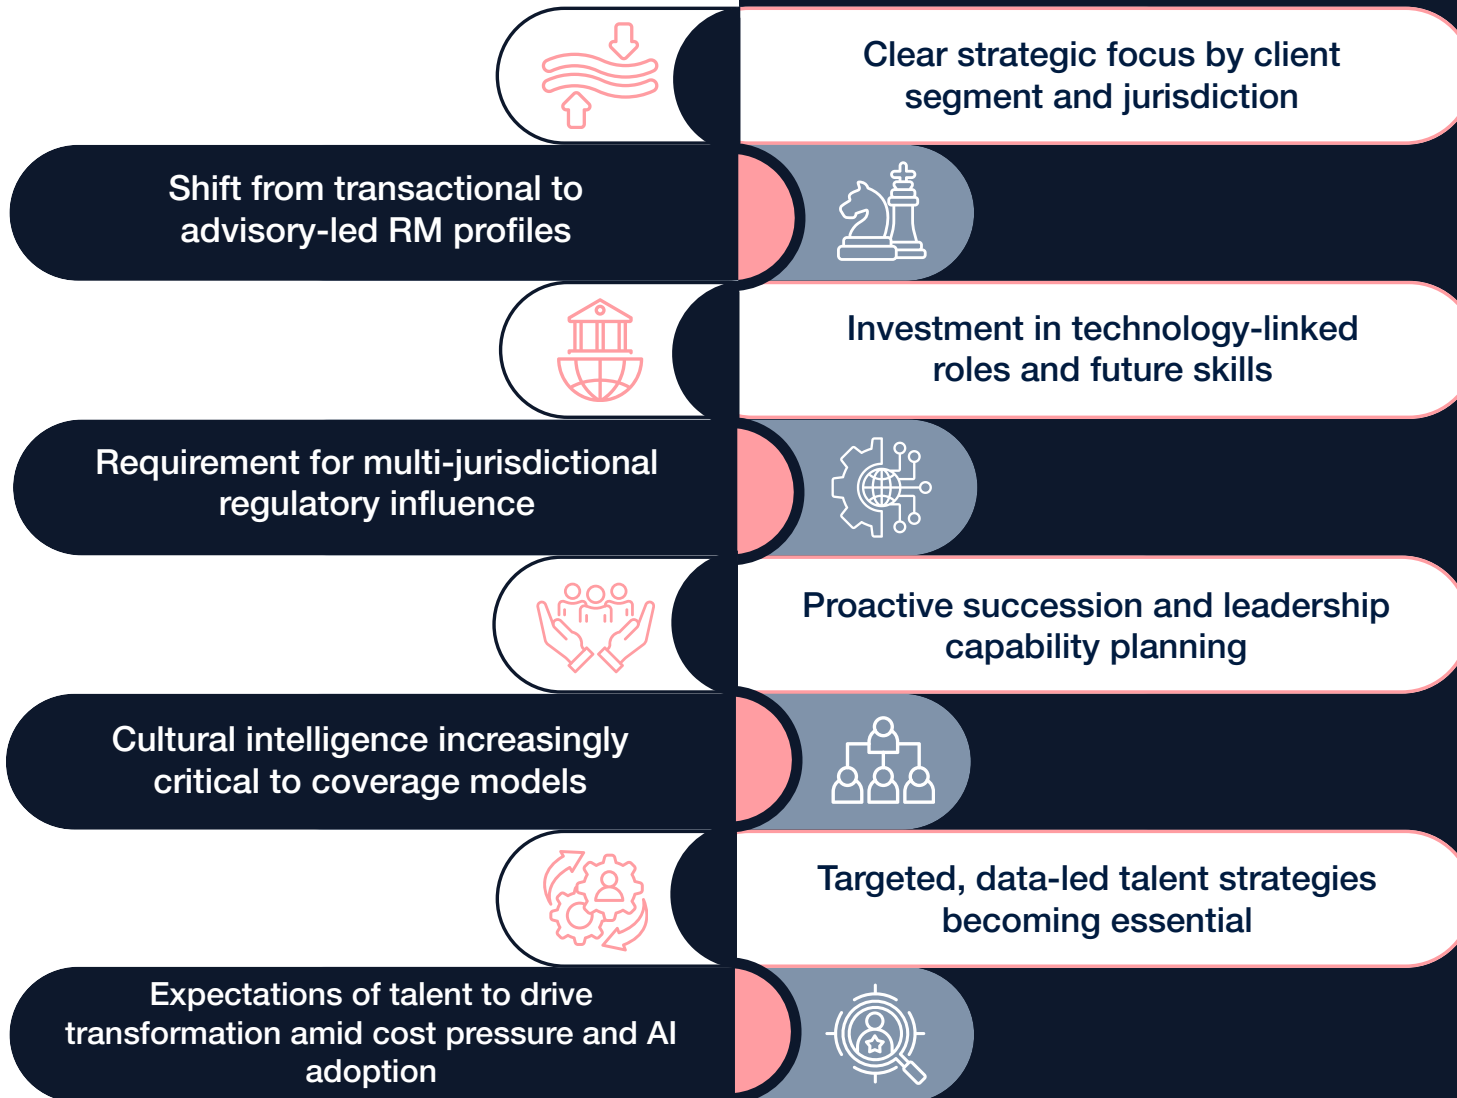 Clear strategic focus by client
segment and jurisdiction
Shift from transactional to
advisory-led RM profiles
Investment in technology-linked
roles and future skills
Requirement for multi-jurisdictional
regulatory influence
Proactive succession and leadership
capability planning
Cultural intelligence increasingly
critical to coverage models
Targeted, data-led talent strategies
becoming essential
Expectations of talent to drive
transformation amid cost pressure and AI
adoption